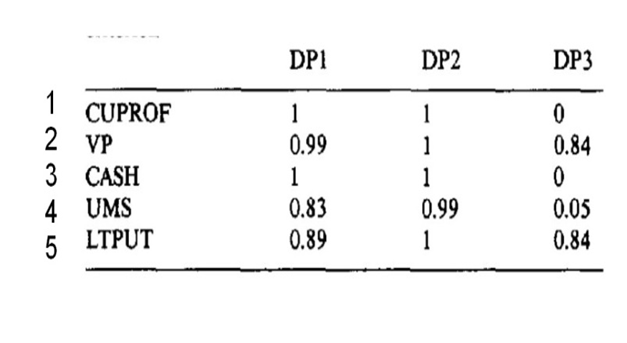 DP1 DP2 DP3
1 CUPROF 1 1 0
2 VP 0.99 1 0.84
3 CASH 1 1 0
4 UMS 0.83 0.99 0.05
5 LTPUT 0.89 1 0.84